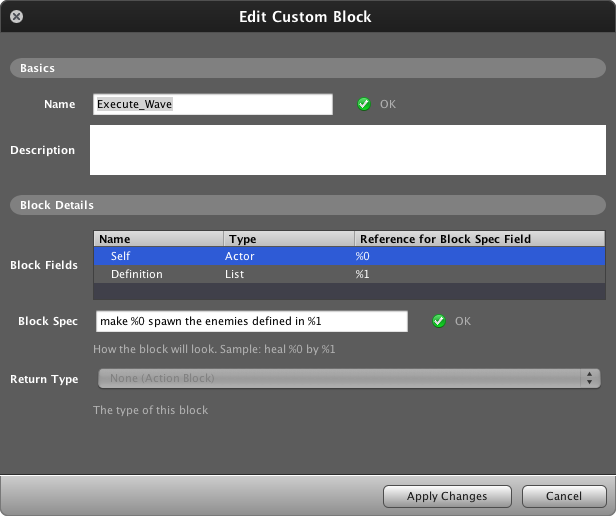 Edit Custom Block
Basics
Name Execute_Wave OK
Description
Block Details
Name Type Reference for Block Spec Field
Block Fields
Self Actor %0
Definition List %1
Block Spec make %0 spawn the enemies defined in %1 OK
How the block will look. Sample: heal %0 by %1
Return Type None (Action Block)
The type of this block
Apply Changes Cancel